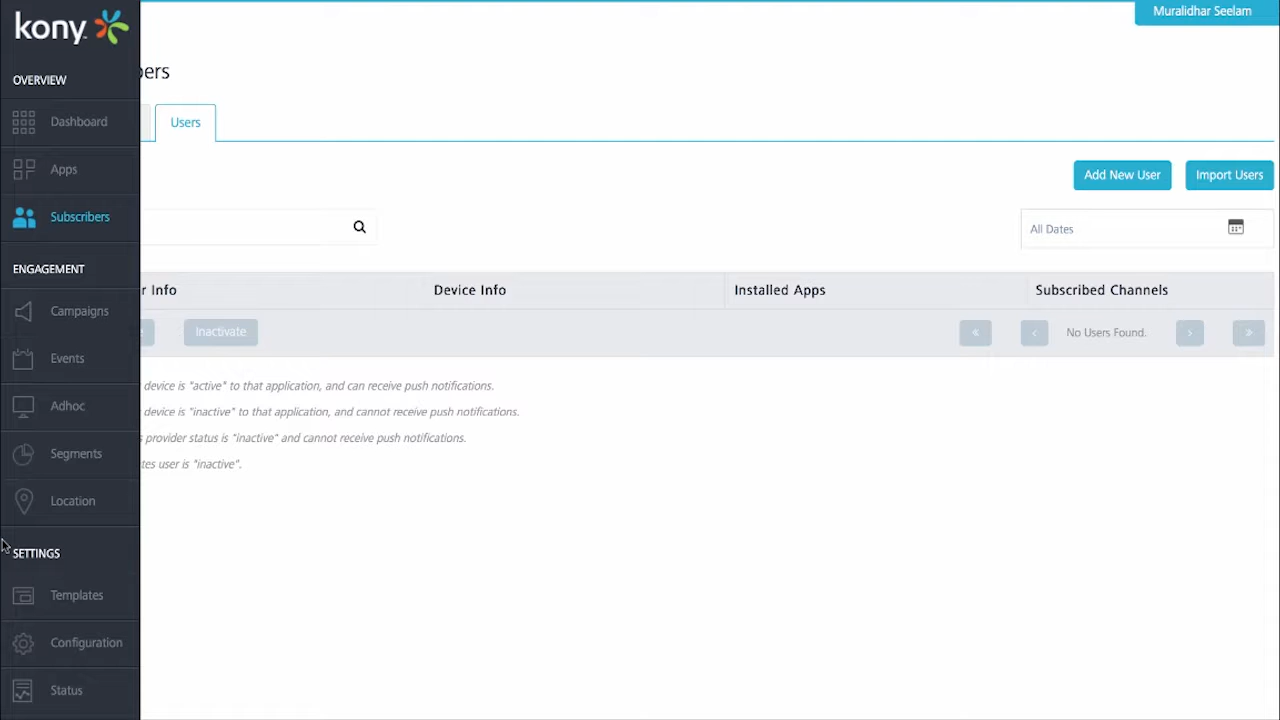 kony
OVERVIEW
Dashboard
Apps
Subscribers
ENGAGEMENT
Campaigns
Events
Adhoc
Segments
Location
SETTINGS
Templates
Configuration
Status
Muralidhar Seelam
bers
Users
Add New User
Import Users
All Dates
r Info
Device Info
Installed Apps
Subscribed Channels
Inactivate
«
‹
No Users Found.
›
»
device is "active" to that application, and can receive push notifications.
device is "inactive" to that application, and cannot receive push notifications.
s provider status is "inactive" and cannot receive push notifications.
tes user is "inactive".